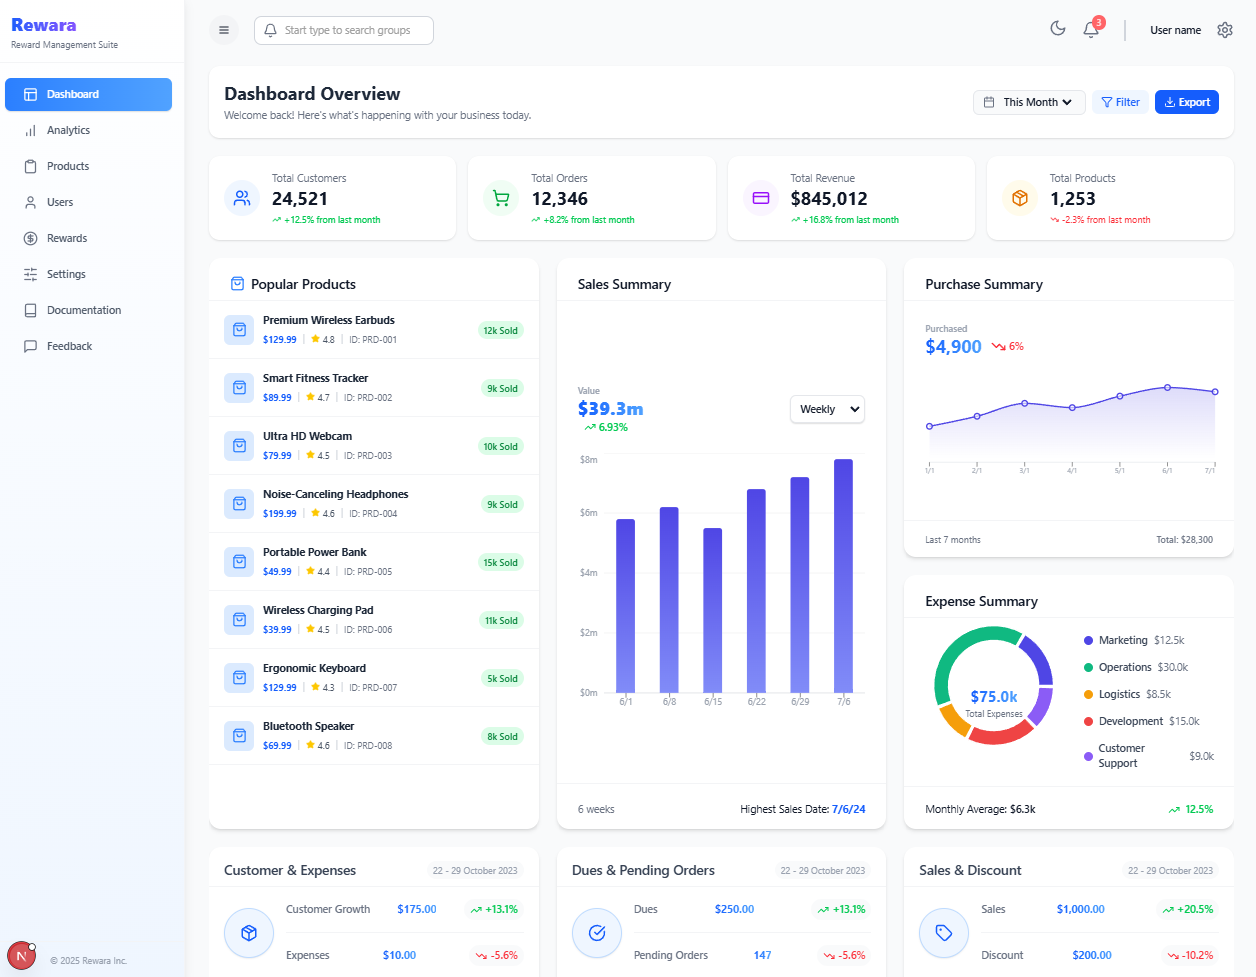 Rewara
Reward Management Suite
Dashboard
Analytics
Products
Users
Rewards
Settings
Documentation
Feedback
N
© 2025 Rewara Inc.
Start type to search groups
3
User name
Dashboard Overview
Welcome back! Here's what's happening with your business today.
This Month
Filter
Export
Total Customers
24,521
+12.5% from last month
Total Orders
12,346
+8.2% from last month
Total Revenue
$845,012
+16.8% from last month
Total Products
1,253
-2.3% from last month
Popular Products
Premium Wireless Earbuds
$129.99 | 4.8 | ID: PRD-001
12k Sold
Smart Fitness Tracker
$89.99 | 4.7 | ID: PRD-002
9k Sold
Ultra HD Webcam
$79.99 | 4.5 | ID: PRD-003
10k Sold
Noise-Canceling Headphones
$199.99 | 4.6 | ID: PRD-004
9k Sold
Portable Power Bank
$49.99 | 4.4 | ID: PRD-005
15k Sold
Wireless Charging Pad
$39.99 | 4.5 | ID: PRD-006
11k Sold
Ergonomic Keyboard
$129.99 | 4.3 | ID: PRD-007
5k Sold
Bluetooth Speaker
$69.99 | 4.6 | ID: PRD-008
8k Sold
Sales Summary
Value
$39.3m
6.93%
Weekly
$8m
$6m
$4m
$2m
$0m
6/1 6/8 6/15 6/22 6/29 7/6
6 weeks
Highest Sales Date: 7/6/24
Purchase Summary
Purchased
$4,900 6%
1/1 2/1 3/1 4/1 5/1 6/1 7/1
Last 7 months
Total: $28,300
Expense Summary
$75.0k
Total Expenses
Marketing $12.5k
Operations $30.0k
Logistics $8.5k
Development $15.0k
Customer
Support $9.0k
Monthly Average: $6.3k
12.5%
Customer & Expenses
22 - 29 October 2023
Customer Growth $175.00 +13.1%
Expenses $10.00 -5.6%
Dues & Pending Orders
22 - 29 October 2023
Dues $250.00 +13.1%
Pending Orders 147 -5.6%
Sales & Discount
22 - 29 October 2023
Sales $1,000.00 +20.5%
Discount $200.00 -10.2%